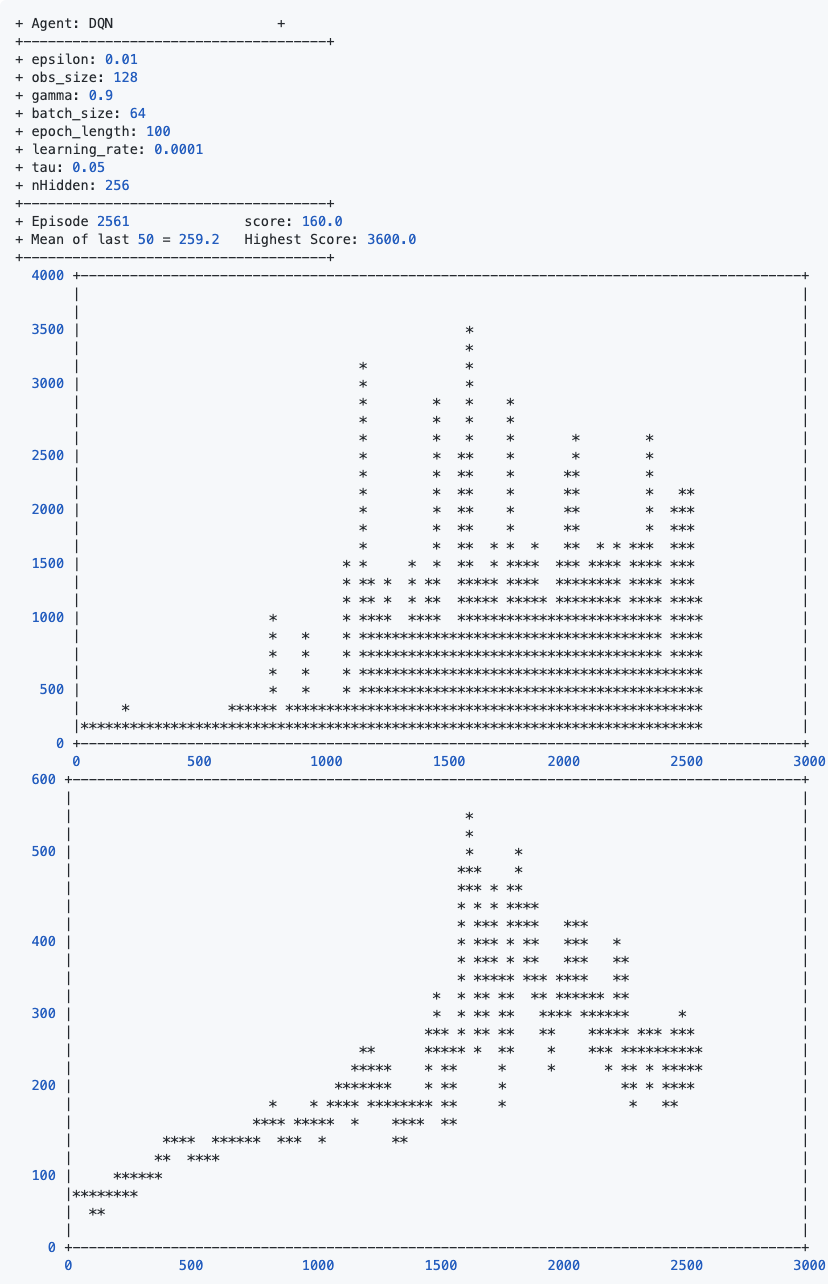 + Agent: DQN                    +
+-------------------------------------+
+ epsilon: 0.01
+ obs_size: 128
+ gamma: 0.9
+ batch_size: 64
+ epoch_length: 100
+ learning_rate: 0.0001
+ tau: 0.05
+ nHidden: 256
+-------------------------------------+
+ Episode 2561              score: 160.0
+ Mean of last 50 = 259.2   Highest Score: 3600.0
+-------------------------------------+
4000
3500
3000
2500
2000
1500
1000
500
0
0 500 1000 1500 2000 2500 3000
600
500
400
300
200
100
0
0 500 1000 1500 2000 2500 3000